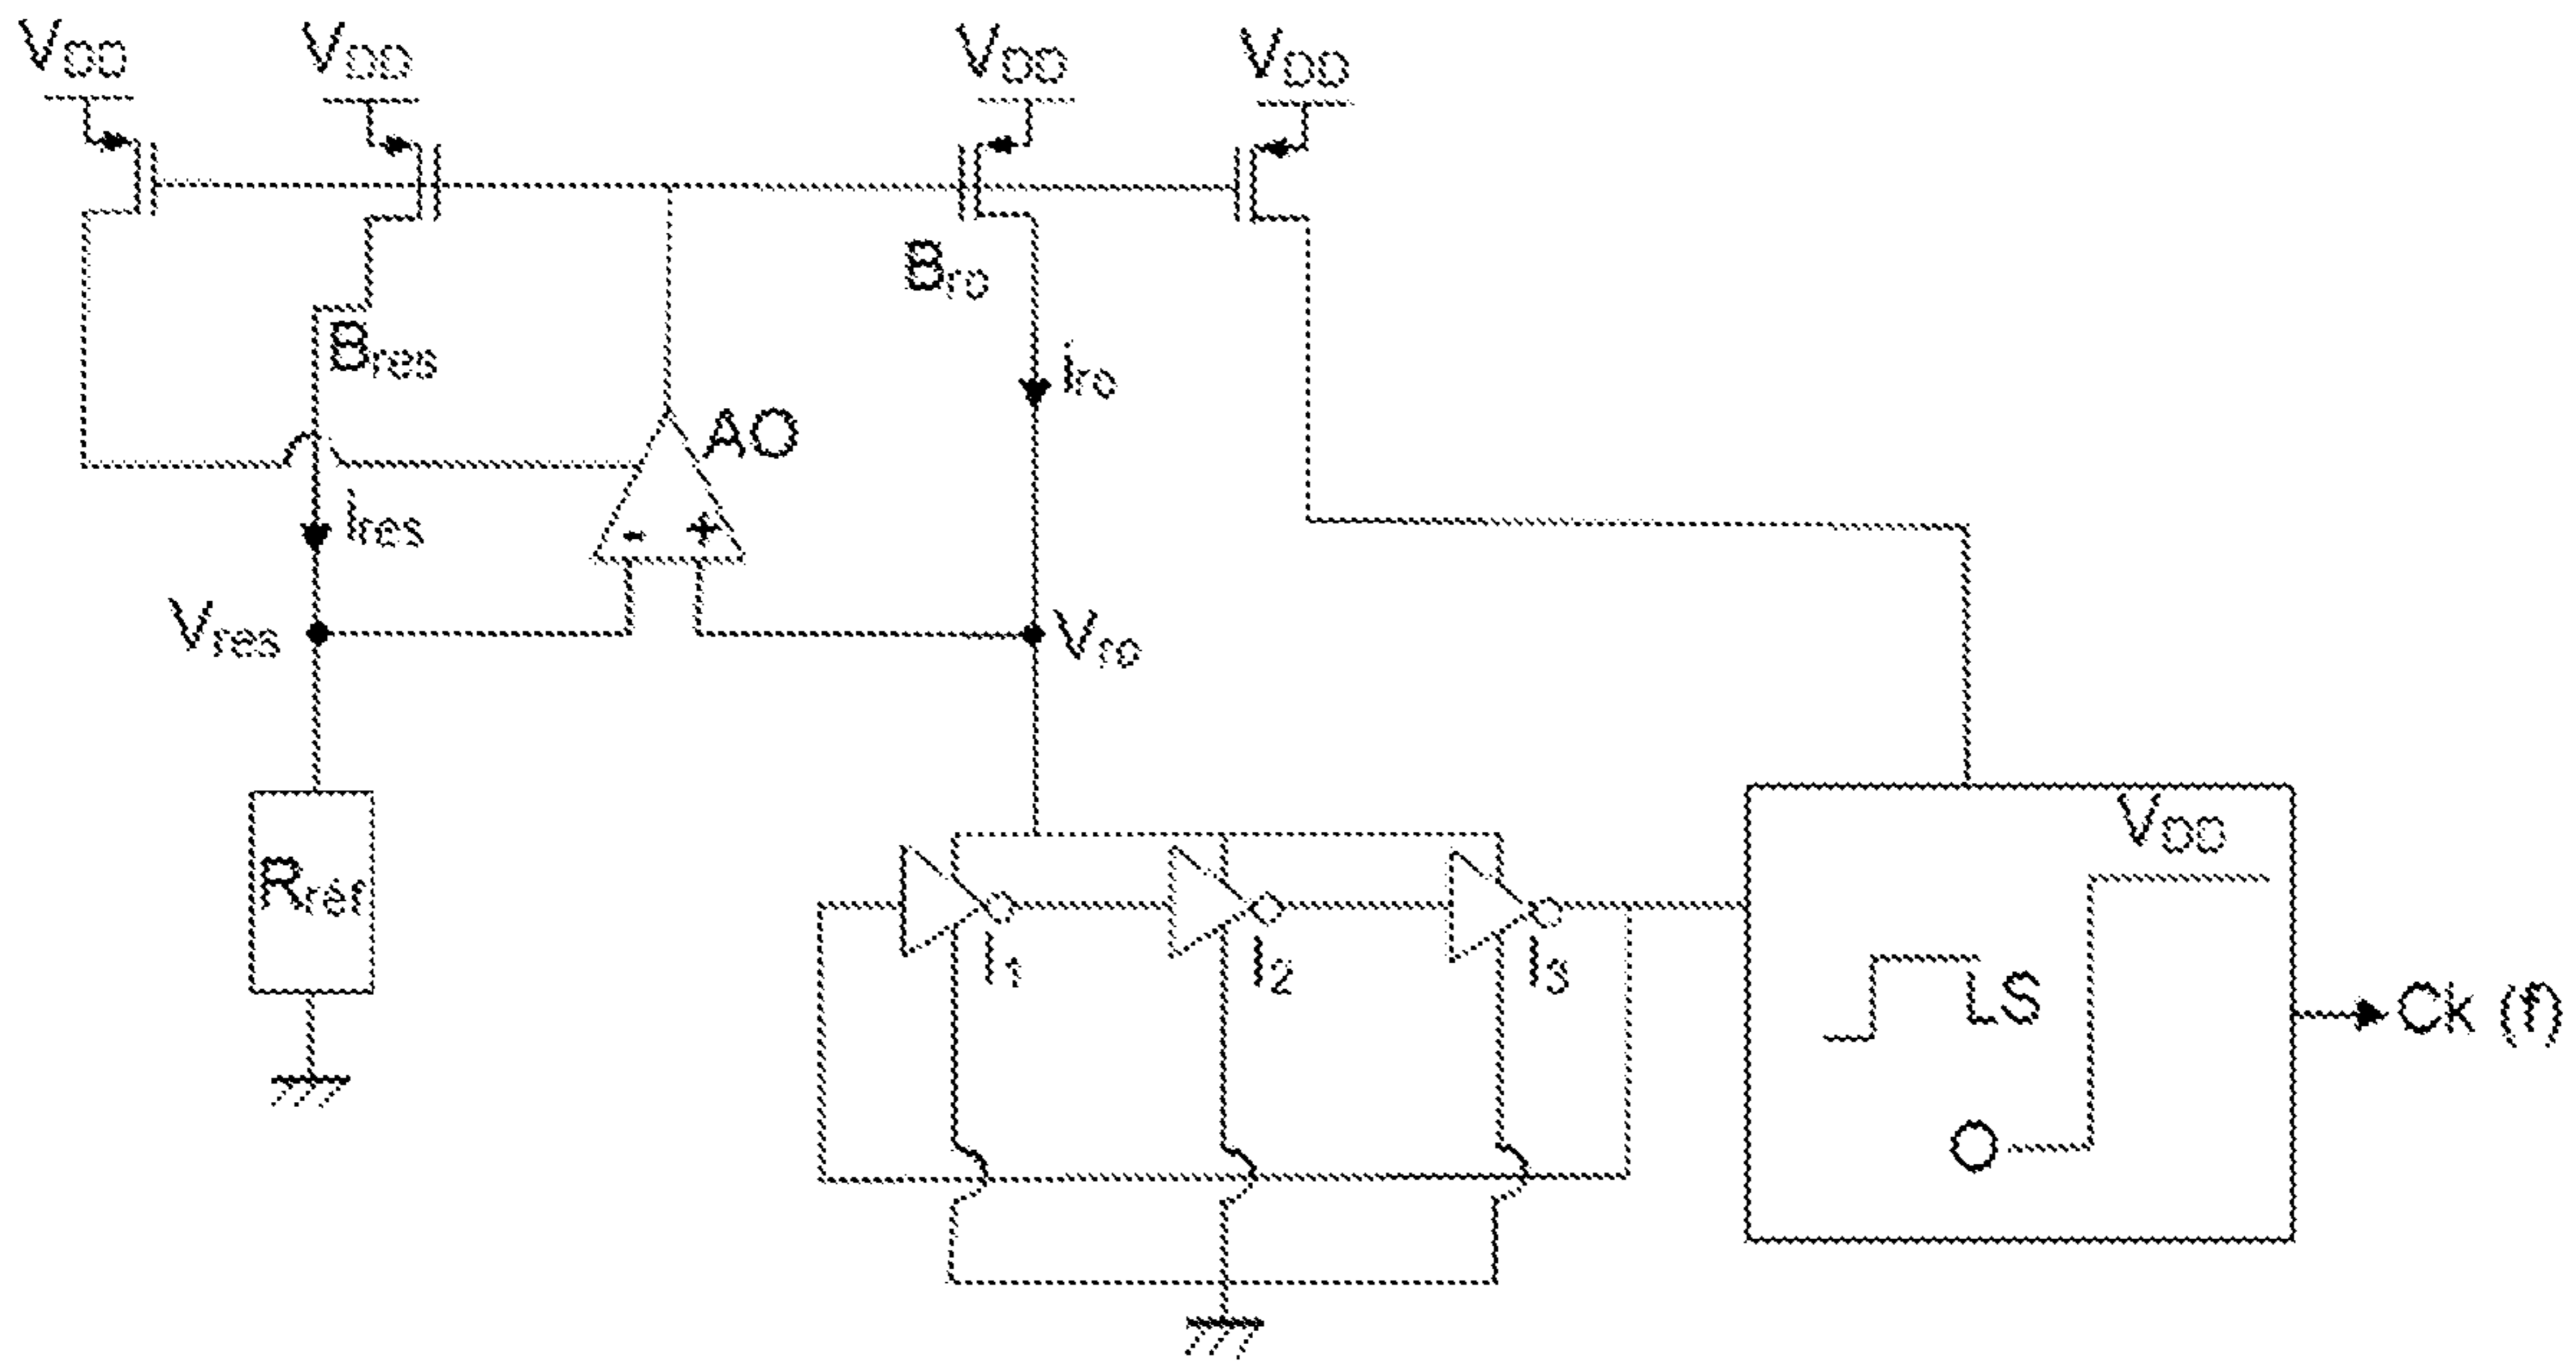 VDD VDD VDD VDD
Bro
Bres
iro
AO
Ires
- +
Vres
Vro
VDD
Rréf
I1 I2 I3
LS
Ck (f)
O